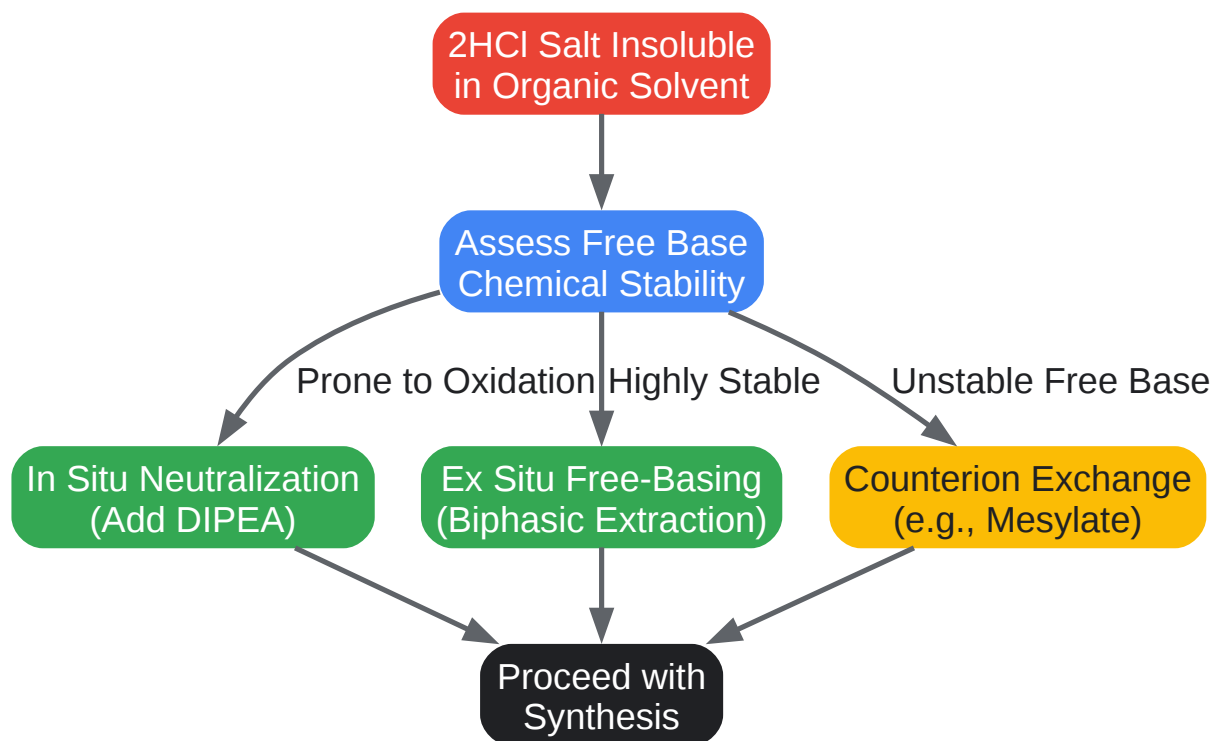 2HCl Salt Insoluble
in Organic Solvent
Assess Free Base
Chemical Stability
Prone to Oxidation
Highly Stable
Unstable Free Base
In Situ Neutralization
(Add DIPEA)
Ex Situ Free-Basing
(Biphasic Extraction)
Counterion Exchange
(e.g., Mesylate)
Proceed with
Synthesis